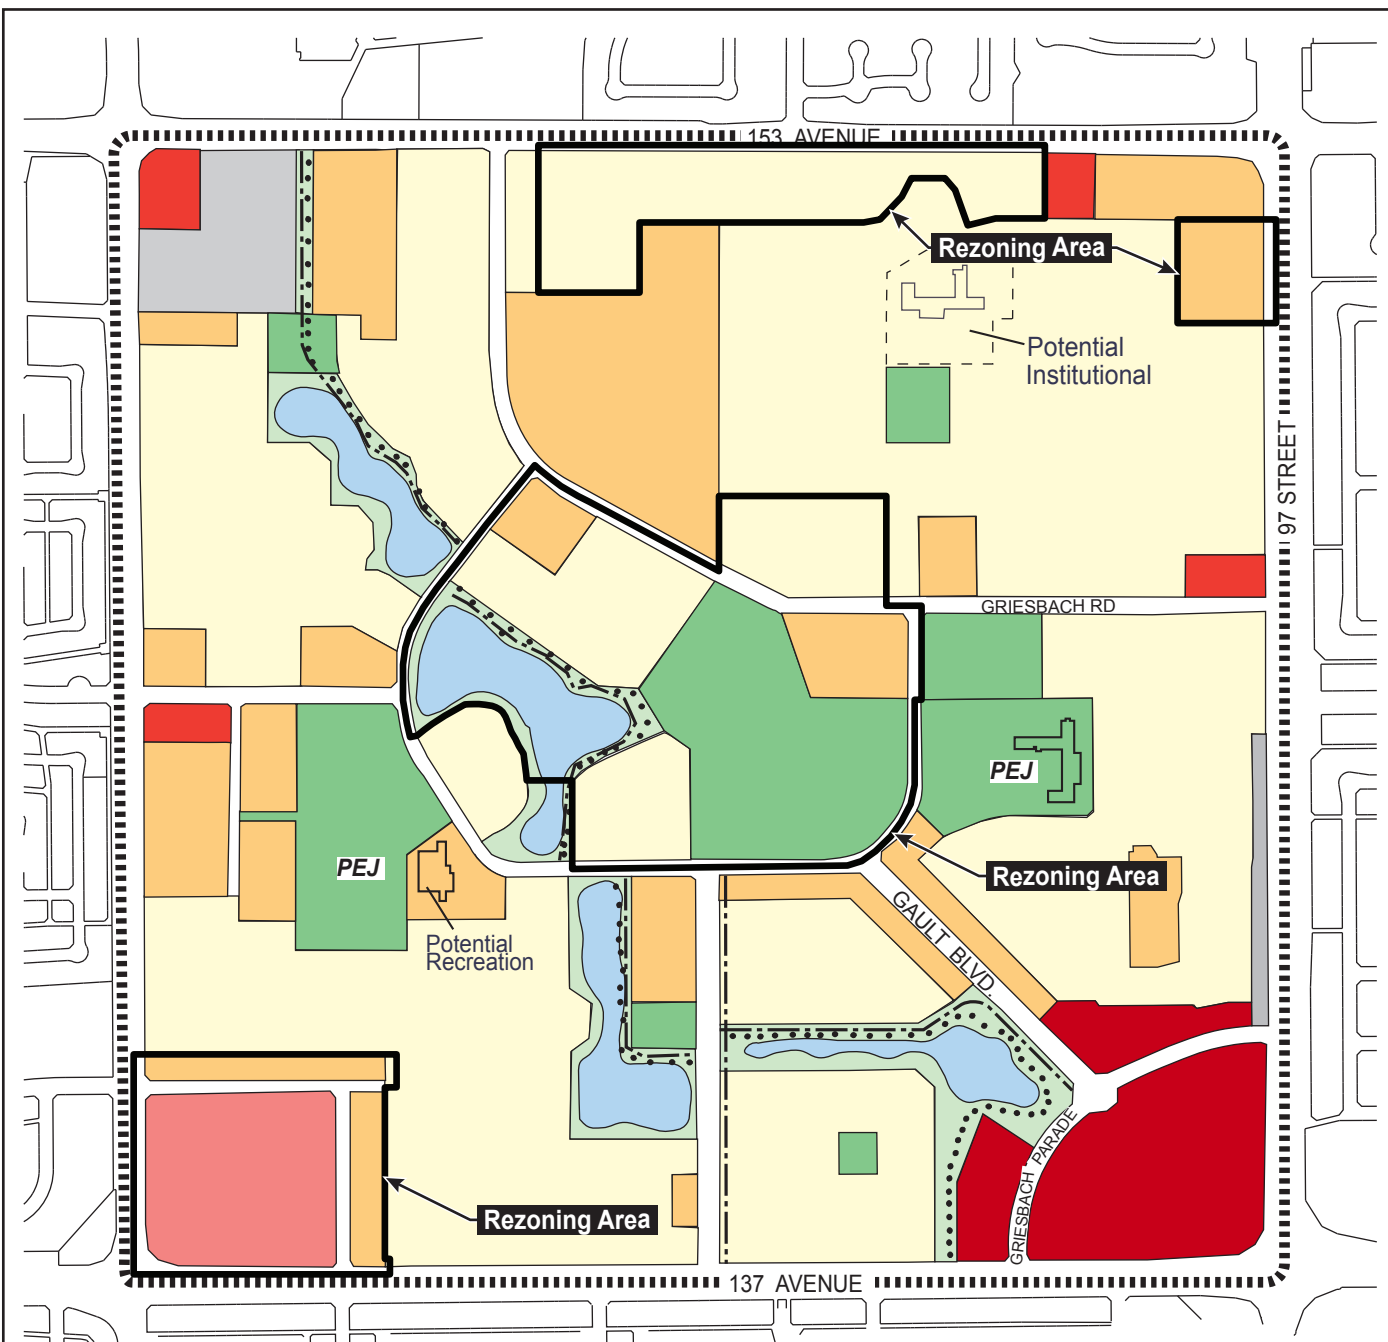 153 AVENUE
Rezoning Area
Potential
Institutional
97 STREET
GRIESBACH RD
PEJ
PEJ
Rezoning Area
GAULT BLVD.
Potential
Recreation
GRIESBACH PARADE
Rezoning Area
137 AVENUE